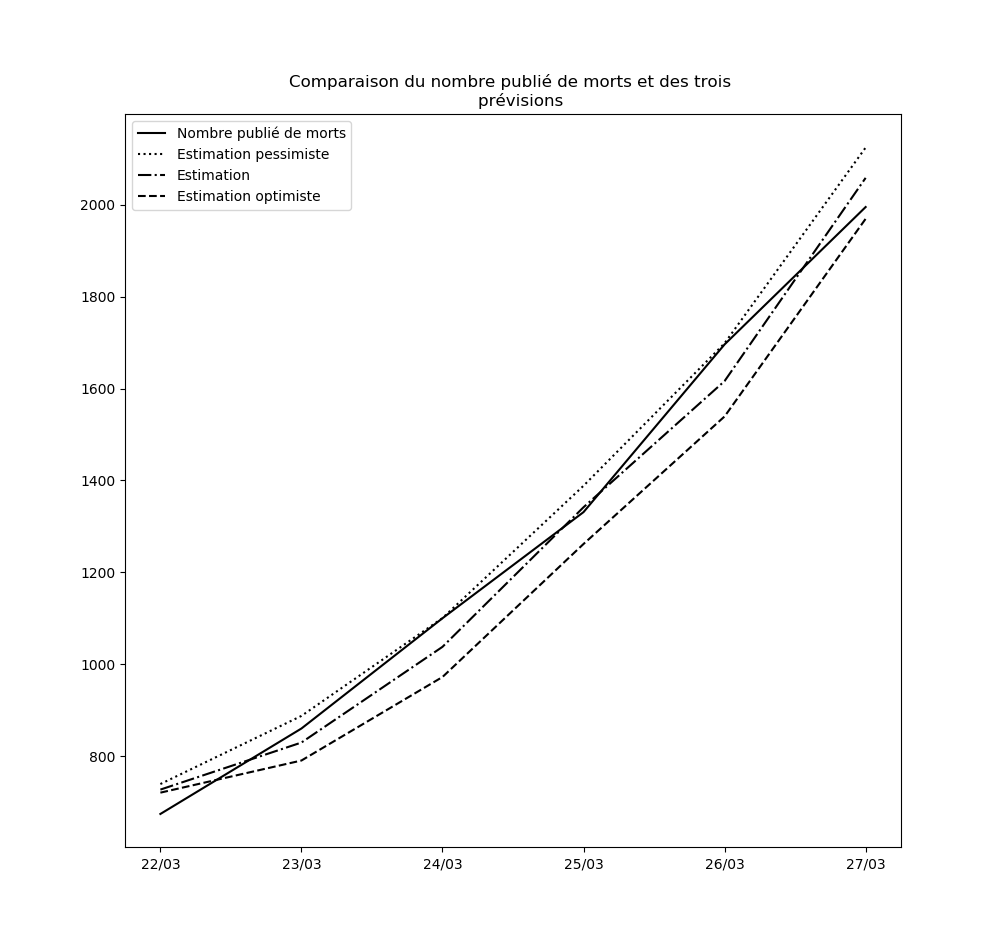 Comparaison du nombre publié de morts et des trois
prévisions
Nombre publié de morts
Estimation pessimiste
Estimation
Estimation optimiste
2000
1800
1600
1400
1200
1000
800
22/03 23/03 24/03 25/03 26/03 27/03